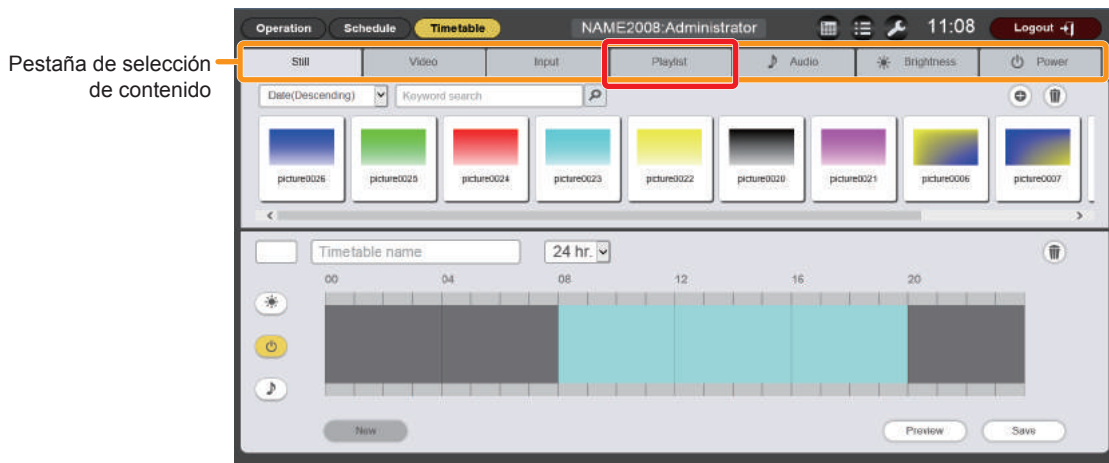 Operation Schedule Timetable NAME2008:Administrator 11:08 Logout
Pestaña de selección
de contenido
Still Video Input Playlist Audio Brightness Power
Date(Descending) Keyword search
picture0026 picture0025 picture0024 picture0023 picture0022 picture0020 picture0021 picture0006 picture0007
Timetable name 24 hr.
00 04 08 12 16 20
New Preview Save